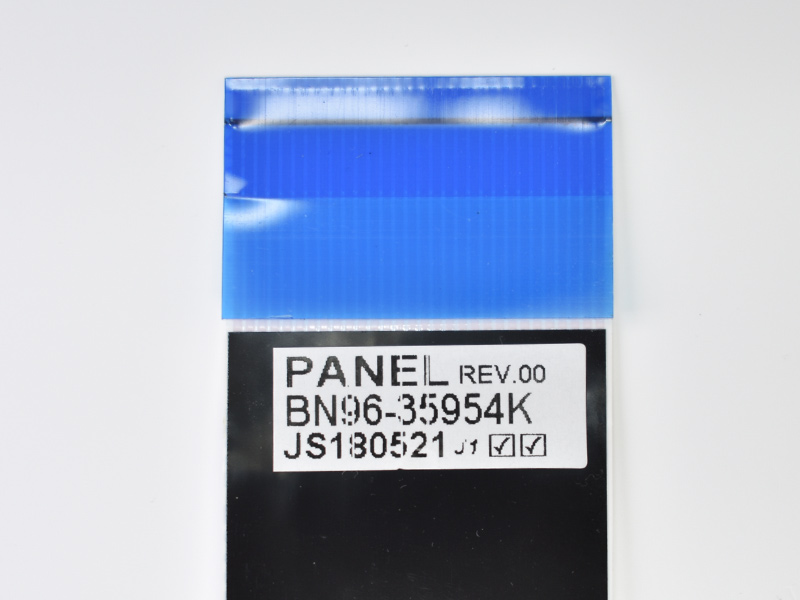 PANEL REV.00
BN96-35954K
JS180521 J1 ☑ ☑